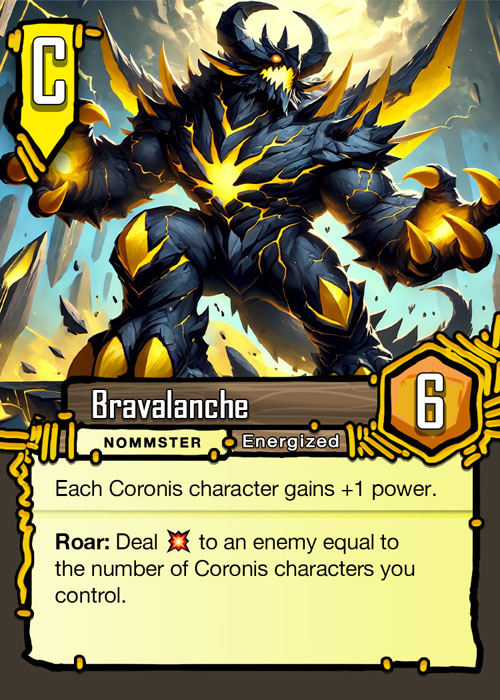 C
Bravalanche
6
NOMMSTER
Energized
Each Coronis character gains +1 power.
Roar: Deal to an enemy equal to
the number of Coronis characters you
control.